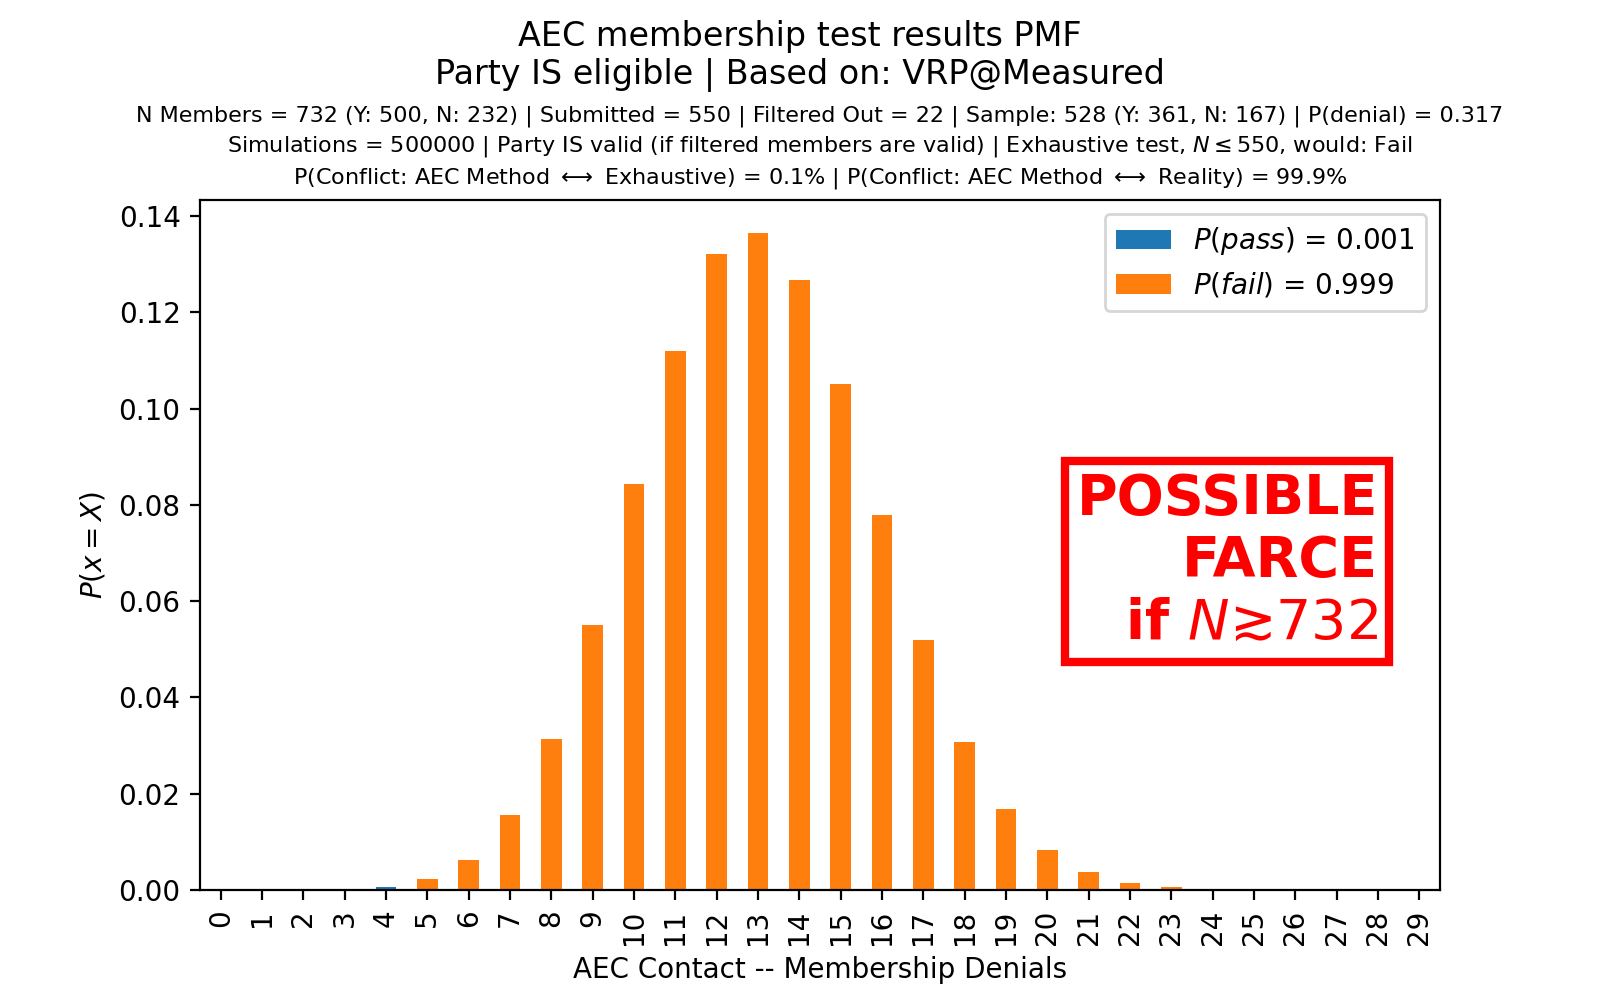 AEC membership test results PMF
Party IS eligible | Based on: VRP@Measured
N Members = 732 (Y: 500, N: 232) | Submitted = 550 | Filtered Out = 22 | Sample: 528 (Y: 361, N: 167) | P(denial) = 0.317
Simulations = 500000 | Party IS valid (if filtered members are valid) | Exhaustive test, N ≤ 550, would: Fail
P(Conflict: AEC Method ⟷ Exhaustive) = 0.1% | P(Conflict: AEC Method ⟷ Reality) = 99.9%
P(pass) = 0.001
P(fail) = 0.999
POSSIBLE
FARCE
if N≳732
P(x = X)
0.14
0.12
0.10
0.08
0.06
0.04
0.02
0.00
0 1 2 3 4 5 6 7 8 9 10 11 12 13 14 15 16 17 18 19 20 21 22 23 24 25 26 27 28 29
AEC Contact -- Membership Denials